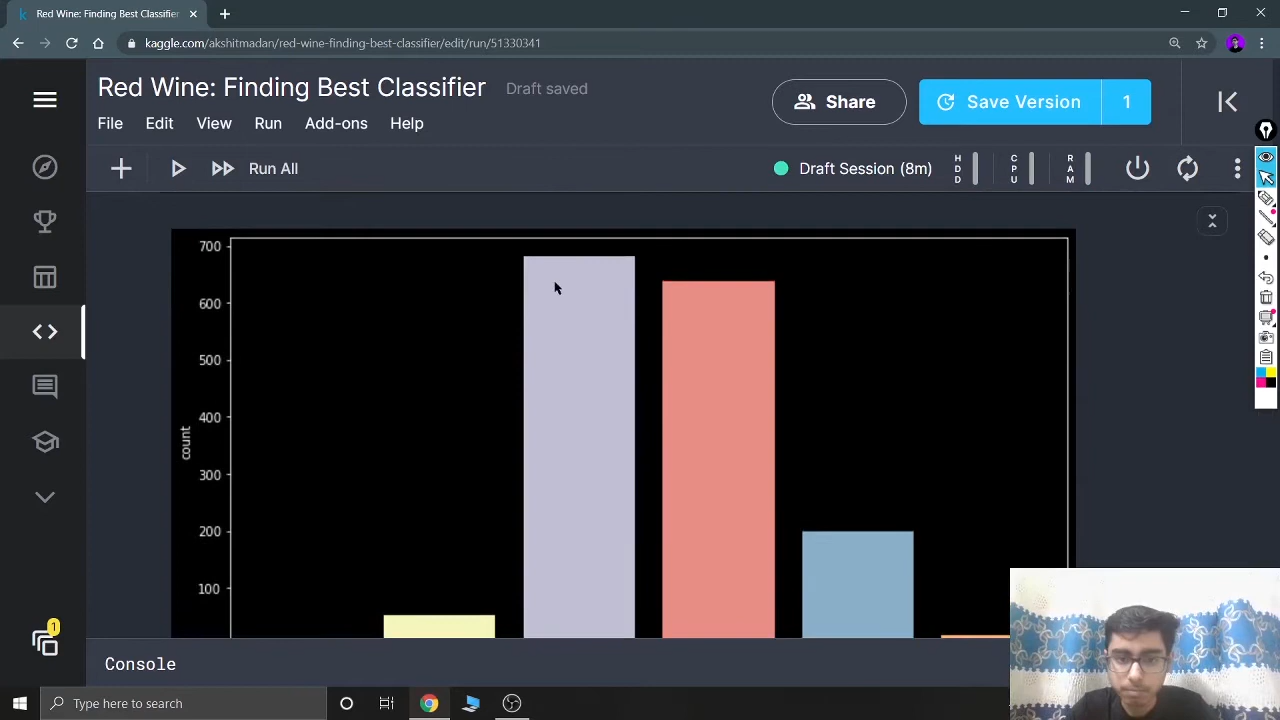 Red Wine: Finding Best Classifier
kaggle.com/akshitmadan/red-wine-finding-best-classifier/edit/run/51330341
Red Wine: Finding Best Classifier
Draft saved
Share
Save Version
1
File
Edit
View
Run
Add-ons
Help
Run All
Draft Session (8m)
HDD
CPU
RAM
700
600
500
400
300
200
100
count
1
Console
Type here to search